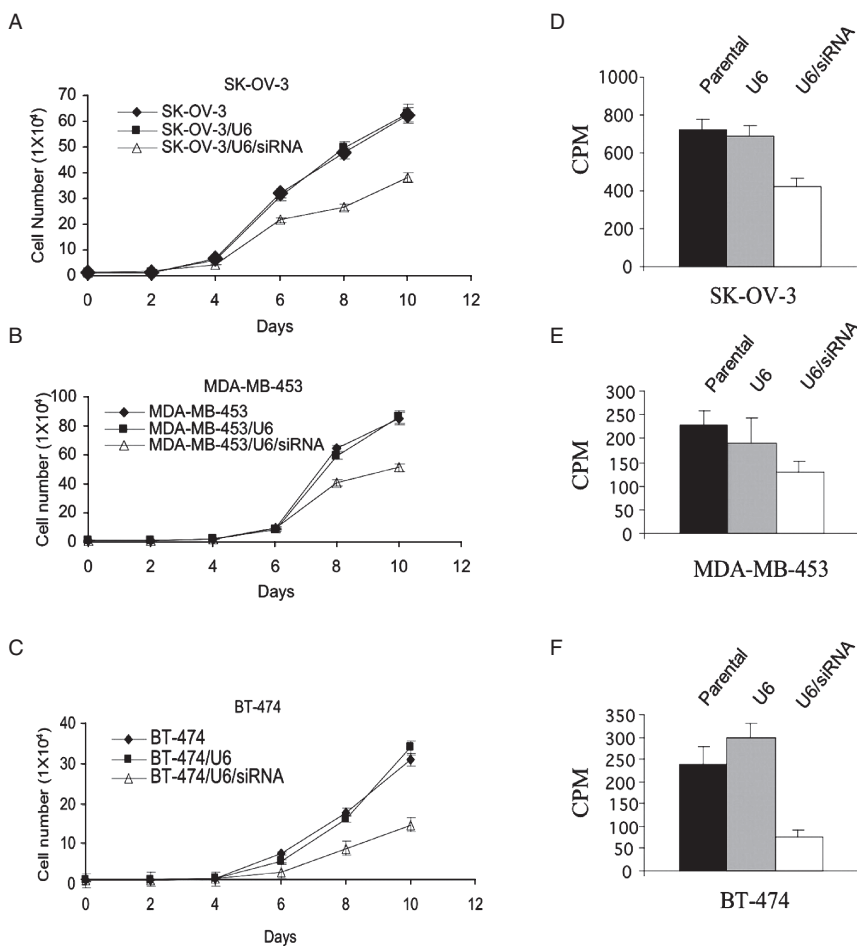 A
SK-OV-3
SK-OV-3
SK-OV-3/U6
SK-OV-3/U6/siRNA
Cell Number (1X10⁴)
70
60
50
40
30
20
10
0
0 2 4 6 8 10 12
Days
B
MDA-MB-453
MDA-MB-453
MDA-MB-453/U6
MDA-MB-453/U6/siRNA
Cell number (1X10⁴)
100
80
60
40
20
0
0 2 4 6 8 10 12
Days
C
BT-474
BT-474
BT-474/U6
BT-474/U6/siRNA
Cell number (1X10⁴)
40
30
20
10
0
0 2 4 6 8 10 12
Days
D
Parental
U6
U6/siRNA
CPM
1000
800
600
400
200
0
SK-OV-3
E
Parental
U6
U6/siRNA
CPM
300
250
200
150
100
50
0
MDA-MB-453
F
Parental
U6
U6/siRNA
CPM
350
300
250
200
150
100
50
0
BT-474